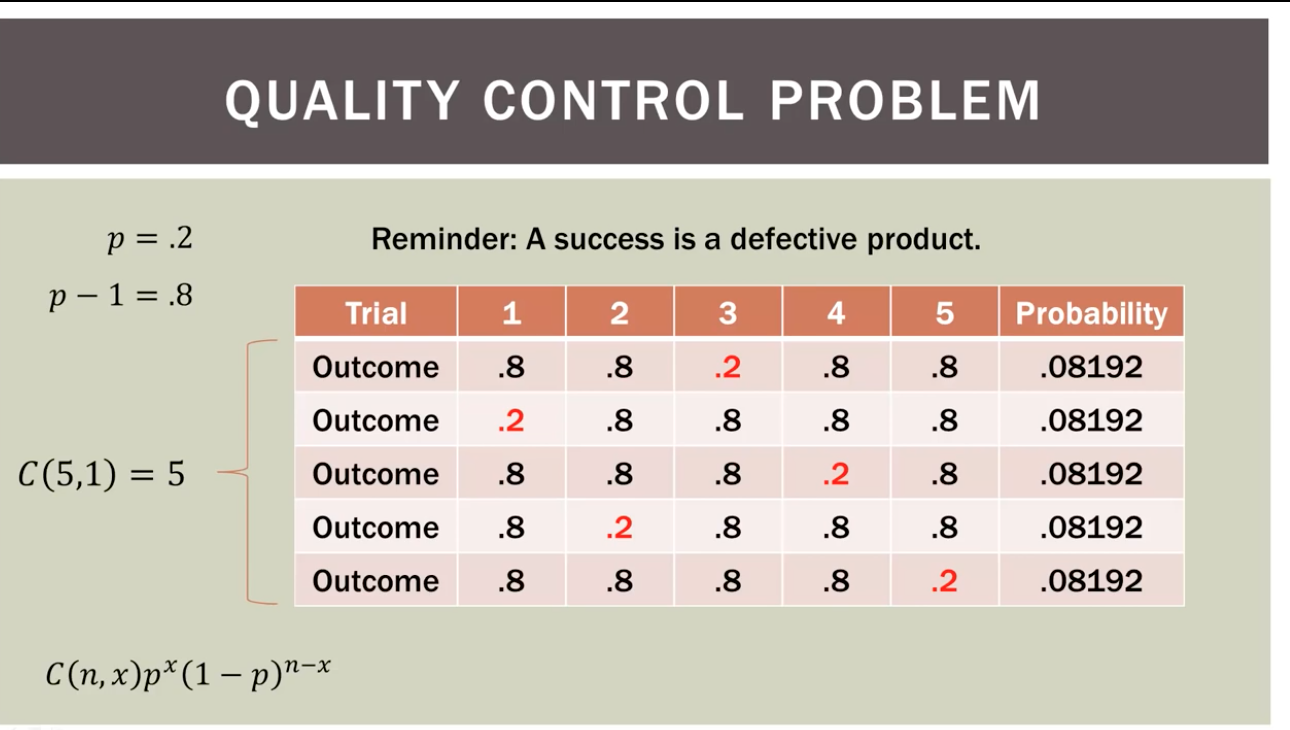 QUALITY CONTROL PROBLEM
p = .2
Reminder: A success is a defective product.
p − 1 = .8
Trial 1 2 3 4 5 Probability
Outcome .8 .8 .2 .8 .8 .08192
Outcome .2 .8 .8 .8 .8 .08192
Outcome .8 .8 .8 .2 .8 .08192
Outcome .8 .2 .8 .8 .8 .08192
Outcome .8 .8 .8 .8 .2 .08192
C(5,1) = 5
C(n, x)pˣ(1 − p)ⁿ⁻ˣ